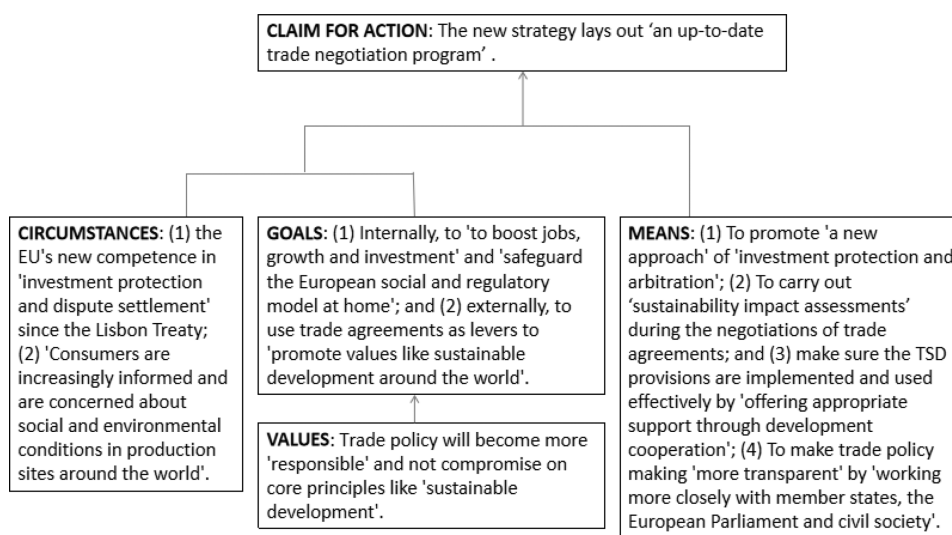 CLAIM FOR ACTION: The new strategy lays out ‘an up-to-date
trade negotiation program’ .
CIRCUMSTANCES: (1) the
EU's new competence in
'investment protection
and dispute settlement'
since the Lisbon Treaty;
(2) 'Consumers are
increasingly informed and
are concerned about
social and environmental
conditions in production
sites around the world'.
GOALS: (1) Internally, to 'to boost jobs,
growth and investment' and 'safeguard
the European social and regulatory
model at home'; and (2) externally, to
use trade agreements as levers to
'promote values like sustainable
development around the world'.
VALUES: Trade policy will become more
'responsible' and not compromise on
core principles like 'sustainable
development'.
MEANS: (1) To promote 'a new
approach' of 'investment protection and
arbitration'; (2) To carry out
‘sustainability impact assessments’
during the negotiations of trade
agreements; and (3) make sure the TSD
provisions are implemented and used
effectively by 'offering appropriate
support through development
cooperation'; (4) To make trade policy
making 'more transparent' by 'working
more closely with member states, the
European Parliament and civil society'.